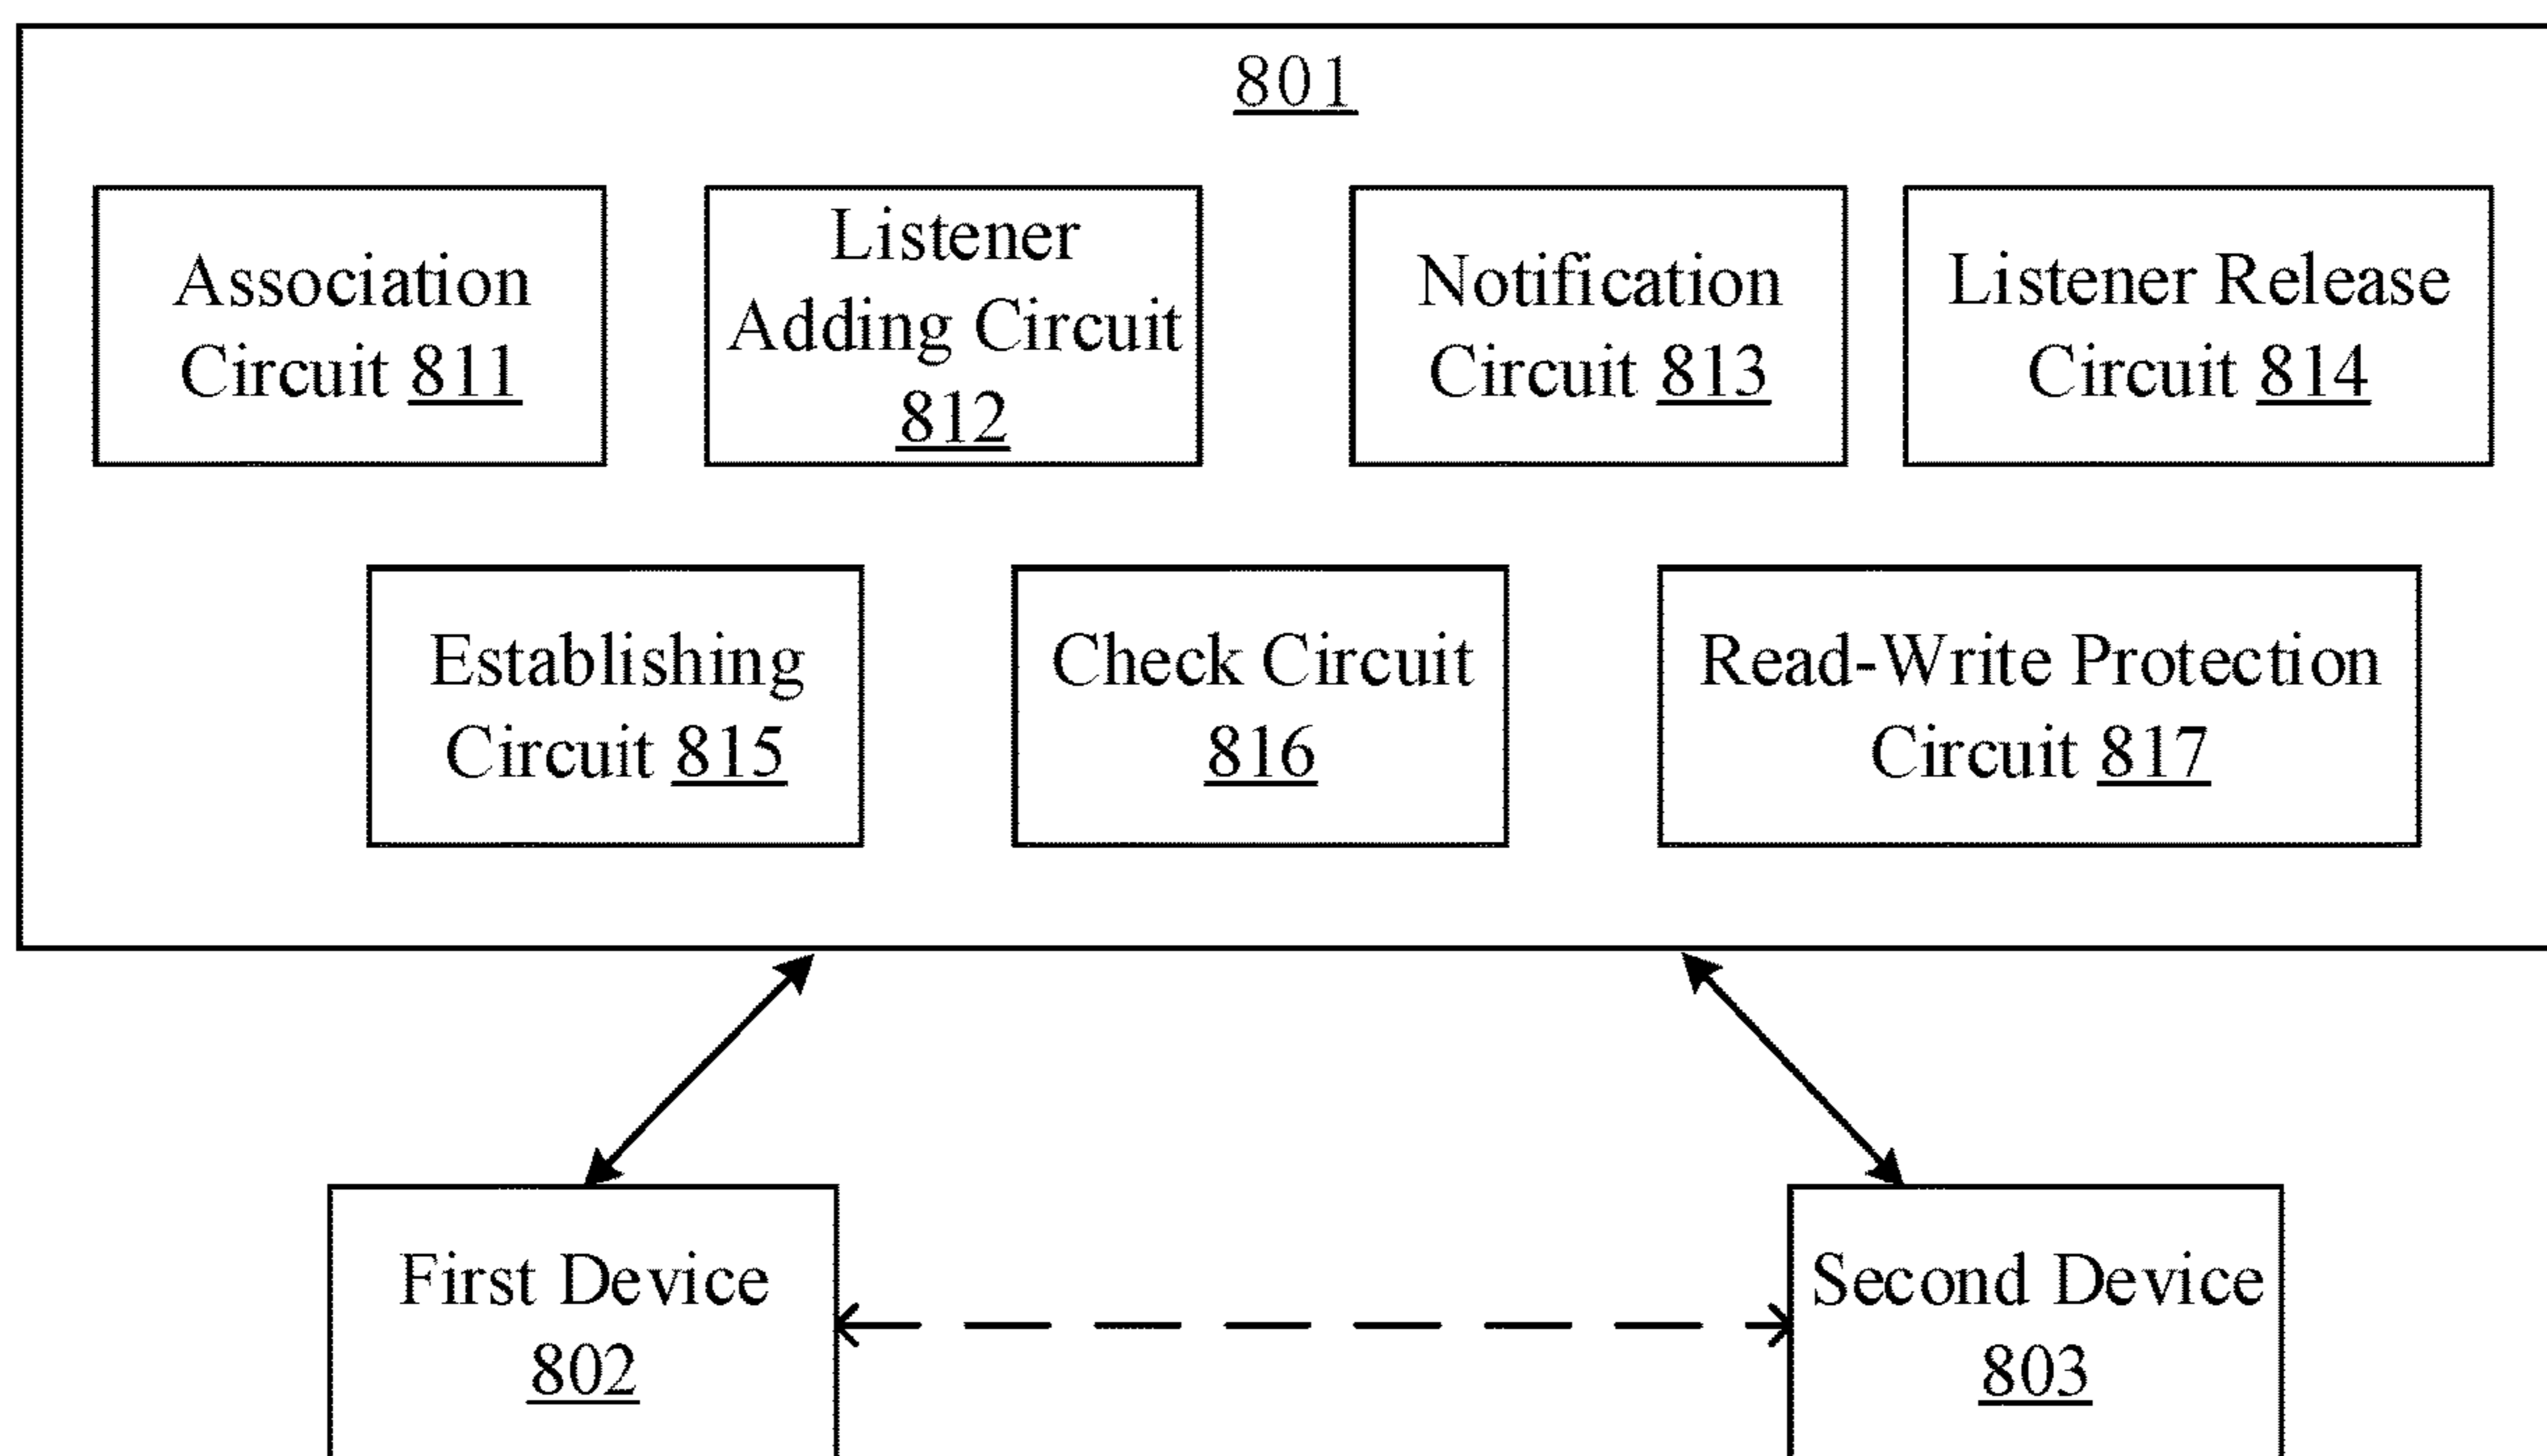 801
Association
Circuit 811
Listener
Adding Circuit
812
Notification
Circuit 813
Listener Release
Circuit 814
Establishing
Circuit 815
Check Circuit
816
Read-Write Protection
Circuit 817
First Device
802
Second Device
803